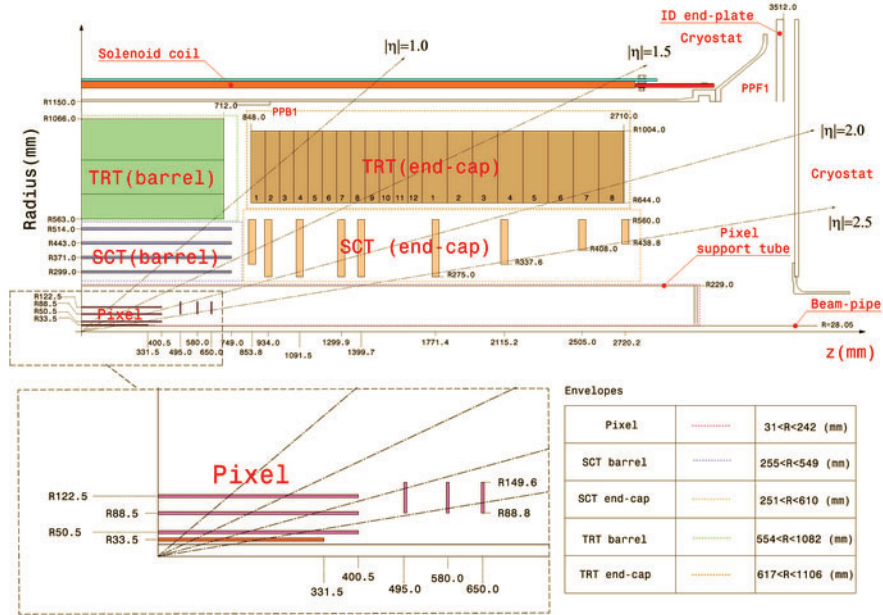 ID end-plate
3512.0
Cryostat
|η|=1.0
|η|=1.5
Solenoid coil
PPF1
R1150.0
712.0
PPB1
R1066.0
848.0
2710.0
R1004.0
|η|=2.0
Radius(mm)
TRT(barrel)
TRT(end-cap)
1 2 3 4 5 6 7 8 9 10 11 12 1 2 3 4 5 6 7 8
Cryostat
R644.0
R563.0
R560.0
R514.0
|η|=2.5
R443.0
SCT(barrel)
SCT (end-cap)
R438.8
R408.0
Pixel
support tube
R371.0
R337.6
R299.0
R275.0
R229.0
R122.5
R88.5
Pixel
R50.5
R33.5
Beam-pipe
R=28.05
400.5 580.0 749.0 934.0 1299.9 1771.4 2115.2 2505.0 2720.2
z(mm)
331.5 495.0 650.0 853.8 1091.5 1399.7
Pixel
R122.5
R149.6
R88.5
R88.8
R50.5
R33.5
400.5 580.0
331.5 495.0 650.0
Envelopes
Pixel 31<R<242 (mm)
SCT barrel 255<R<549 (mm)
SCT end-cap 251<R<610 (mm)
TRT barrel 554<R<1082 (mm)
TRT end-cap 617<R<1106 (mm)